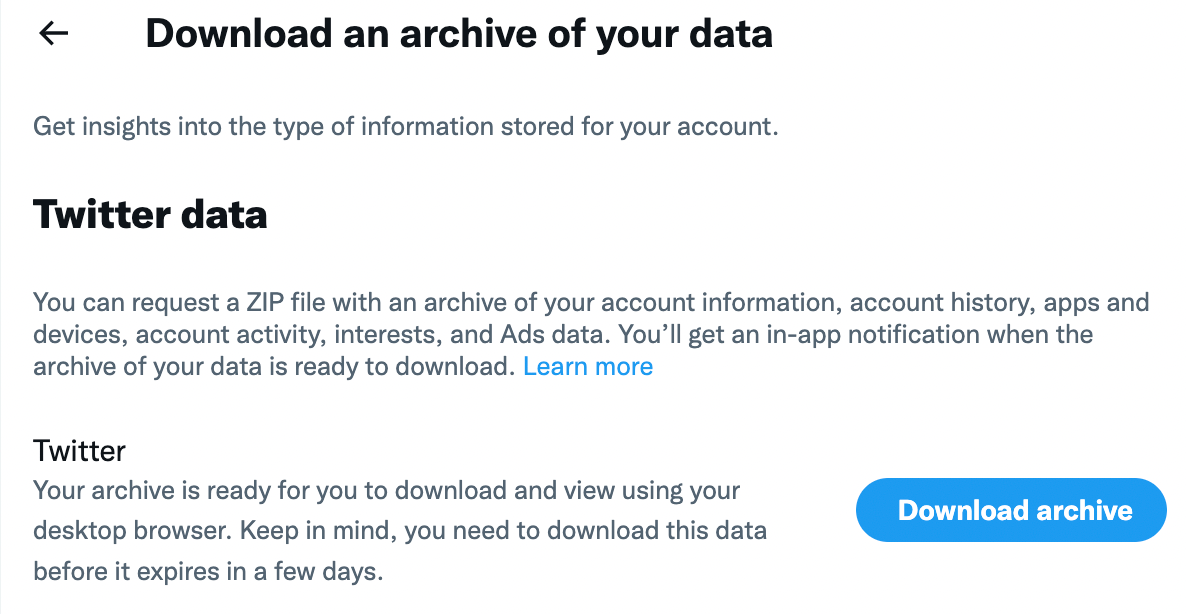 Download an archive of your data
Get insights into the type of information stored for your account.
Twitter data
You can request a ZIP file with an archive of your account information, account history, apps and
devices, account activity, interests, and Ads data. You’ll get an in-app notification when the
archive of your data is ready to download. Learn more
Twitter
Your archive is ready for you to download and view using your
desktop browser. Keep in mind, you need to download this data
before it expires in a few days.
Download archive